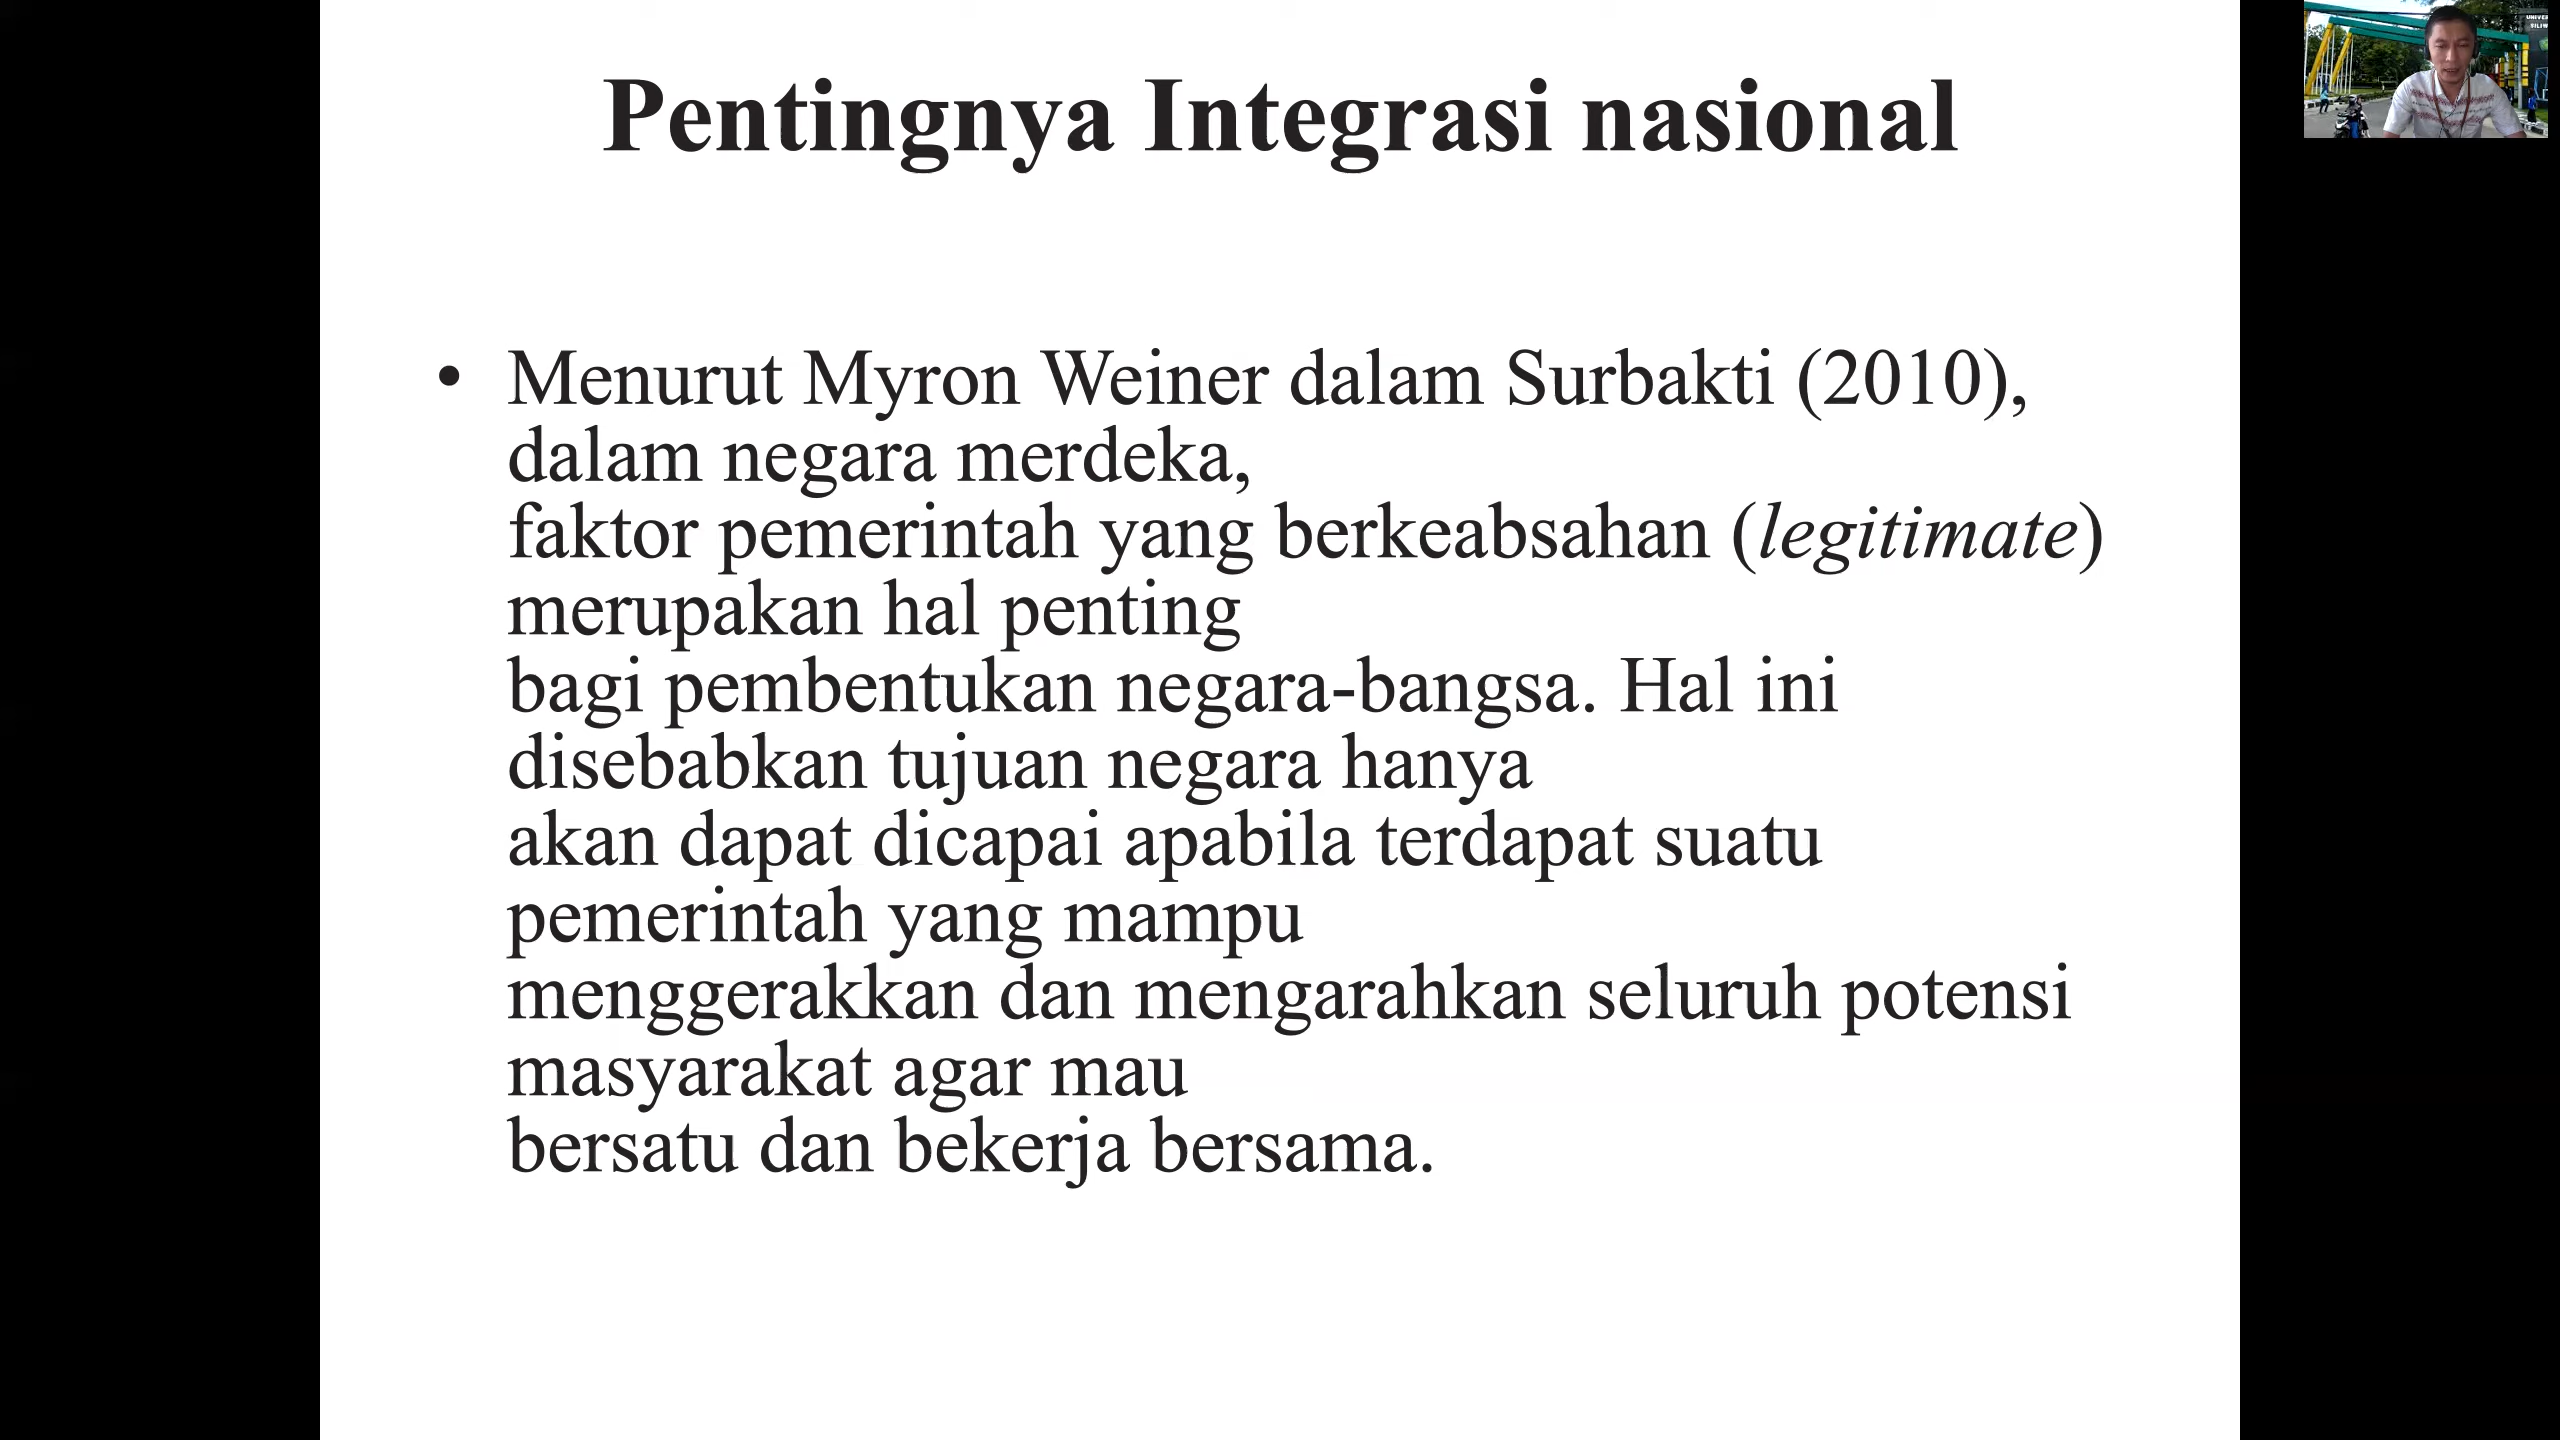 Pentingnya Integrasi nasional
• Menurut Myron Weiner dalam Surbakti (2010),
dalam negara merdeka,
faktor pemerintah yang berkeabsahan (legitimate)
merupakan hal penting
bagi pembentukan negara-bangsa. Hal ini
disebabkan tujuan negara hanya
akan dapat dicapai apabila terdapat suatu
pemerintah yang mampu
menggerakkan dan mengarahkan seluruh potensi
masyarakat agar mau
bersatu dan bekerja bersama.